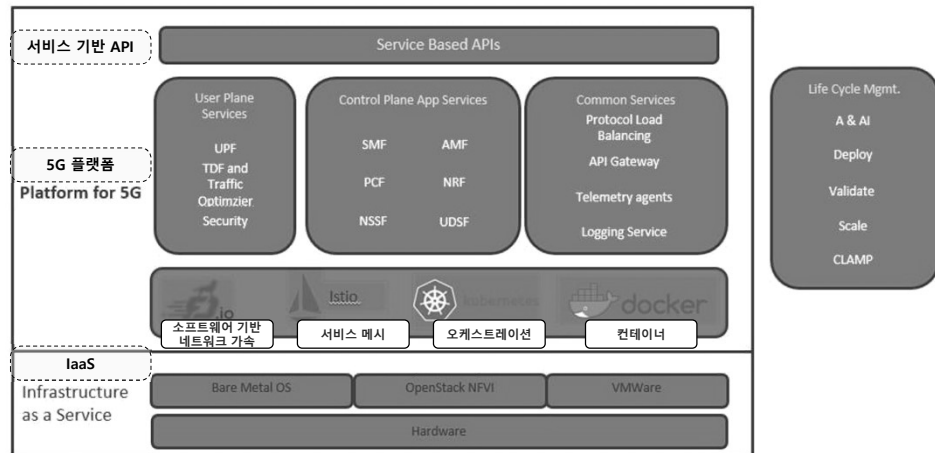 서비스 기반 API
Service Based APIs
User Plane
Services
UPF
TDF and
Traffic
Optimzier
Security
Control Plane App Services
SMF AMF
PCF NRF
NSSF UDSF
Common Services
Protocol Load
Balancing
API Gateway
Telemetry agents
Logging Service
Life Cycle Mgmt.
A & AI
Deploy
Validate
Scale
CLAMP
5G 플랫폼
Platform for 5G
.io
Istio
kubernetes
docker
소프트웨어 기반
네트워크 가속
서비스 메시
오케스트레이션
컨테이너
IaaS
Infrastructure
as a Service
Bare Metal OS
OpenStack NFVI
VMWare
Hardware